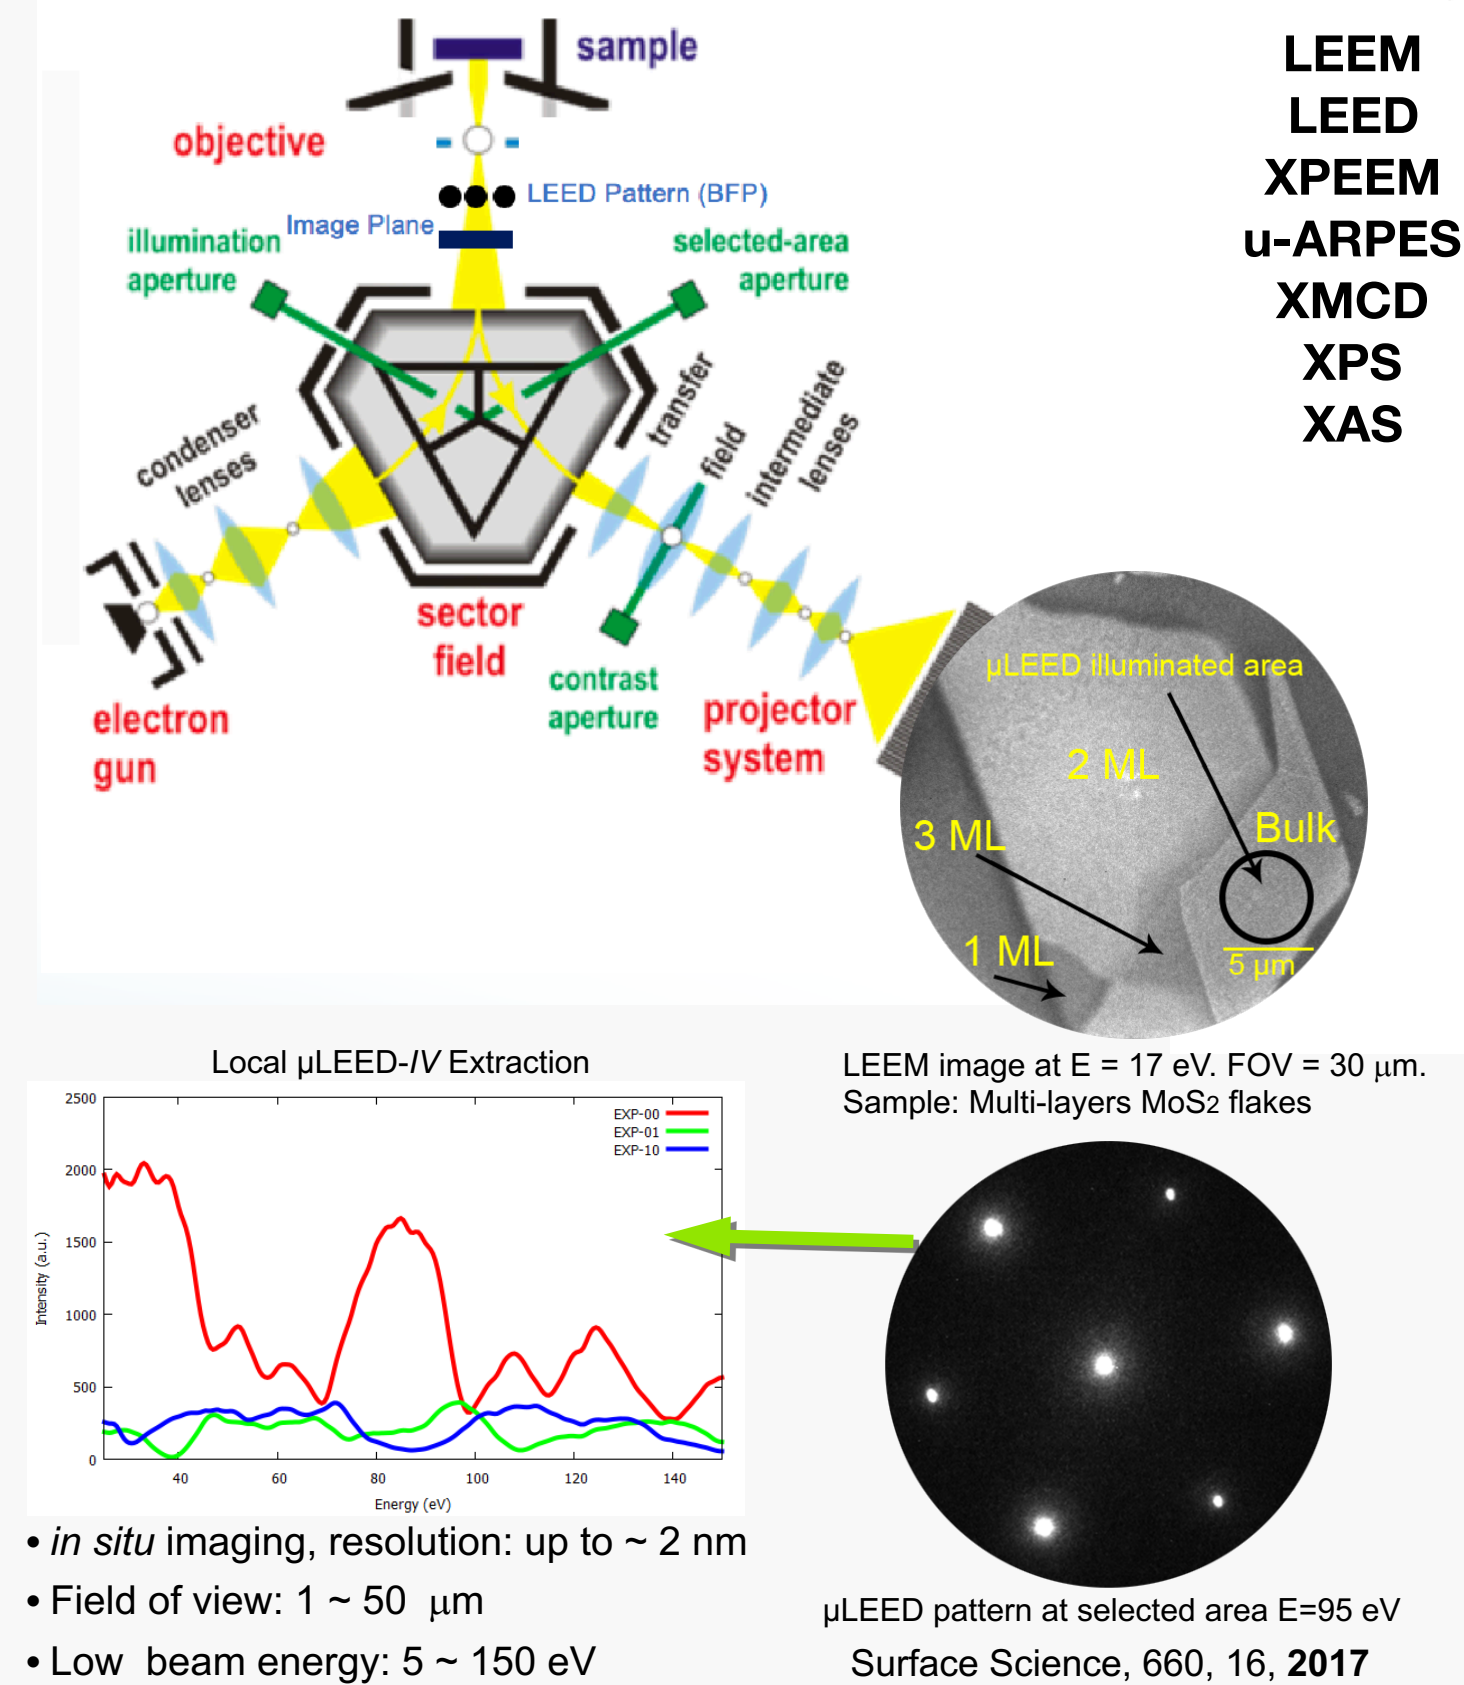 sample
objective
LEED Pattern (BFP)
Image Plane
illumination
aperture
selected-area
aperture
condenser
lenses
transfer
field
intermediate
lenses
sector
field
contrast
aperture
electron
gun
projector
system
LEEM
LEED
XPEEM
u-ARPES
XMCD
XPS
XAS
µLEED illuminated area
2 ML
3 ML
Bulk
1 ML
5 µm
LEEM image at E = 17 eV. FOV = 30 µm.
Sample: Multi-layers MoS2 flakes
Local µLEED-IV Extraction
2500
2000
1500
1000
500
0
Intensity (a.u.)
EXP-00
EXP-01
EXP-10
40 60 80 100 120 140
Energy (eV)
• in situ imaging, resolution: up to ~ 2 nm
• Field of view: 1 ~ 50 µm
• Low beam energy: 5 ~ 150 eV
µLEED pattern at selected area E=95 eV
Surface Science, 660, 16, 2017